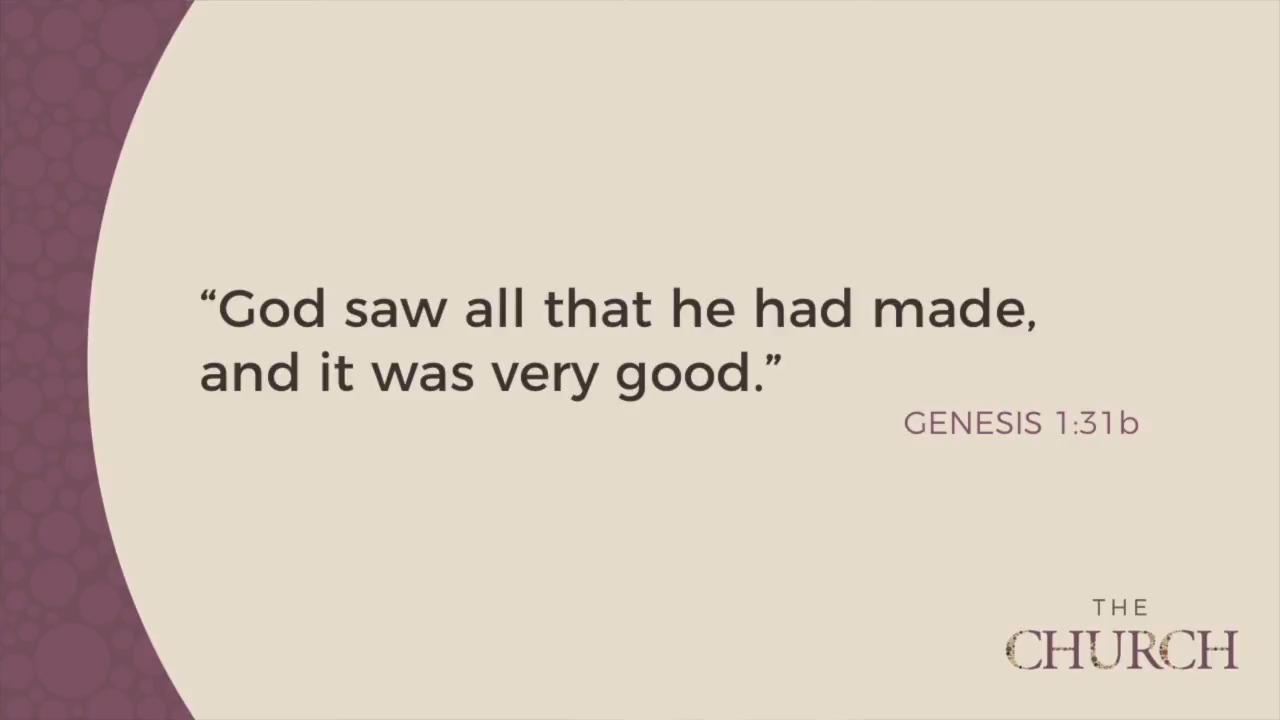 “God saw all that he had made,
and it was very good.”
GENESIS 1:31b
THE
CHURCH